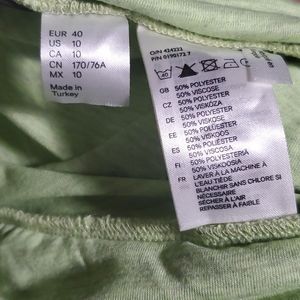 EUR 40
US 10
CA 10
CN 170/76A
MX 10
Made in
Turkey
O/N 424222
P/N 0190173.7
40
GB 50% POLYESTER
50% VISCOSE
CZ 50% POLYESTER
50% VISKÓZA
DE 50% POLYESTER
50% VISKOSE
EE 50% POLÜESTER
50% VISKOOS
ES 50% POLIÉSTER
50% VISCOSA
FI 50% POLYESTERIA
50% VISKOOSIA
FR LAVER À LA MACHINE À
L'EAU TIÈDE
BLANCHIR SANS CHLORE SI
NÉCESSAIRE
SÉCHER À L'AIR
REPASSER À FAIBLE